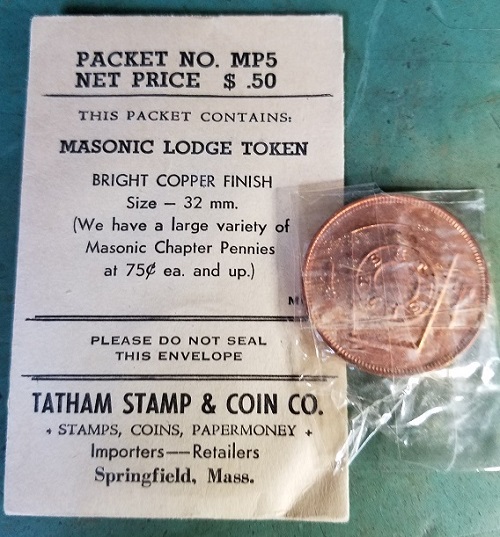 PACKET NO. MP5
NET PRICE $ .50
THIS PACKET CONTAINS:
MASONIC LODGE TOKEN
BRIGHT COPPER FINISH
Size — 32 mm.
(We have a large variety of
Masonic Chapter Pennies
at 75¢ ea. and up.)
PLEASE DO NOT SEAL
THIS ENVELOPE
TATHAM STAMP & COIN CO.
+ STAMPS, COINS, PAPERMONEY +
Importers——Retailers
Springfield, Mass.